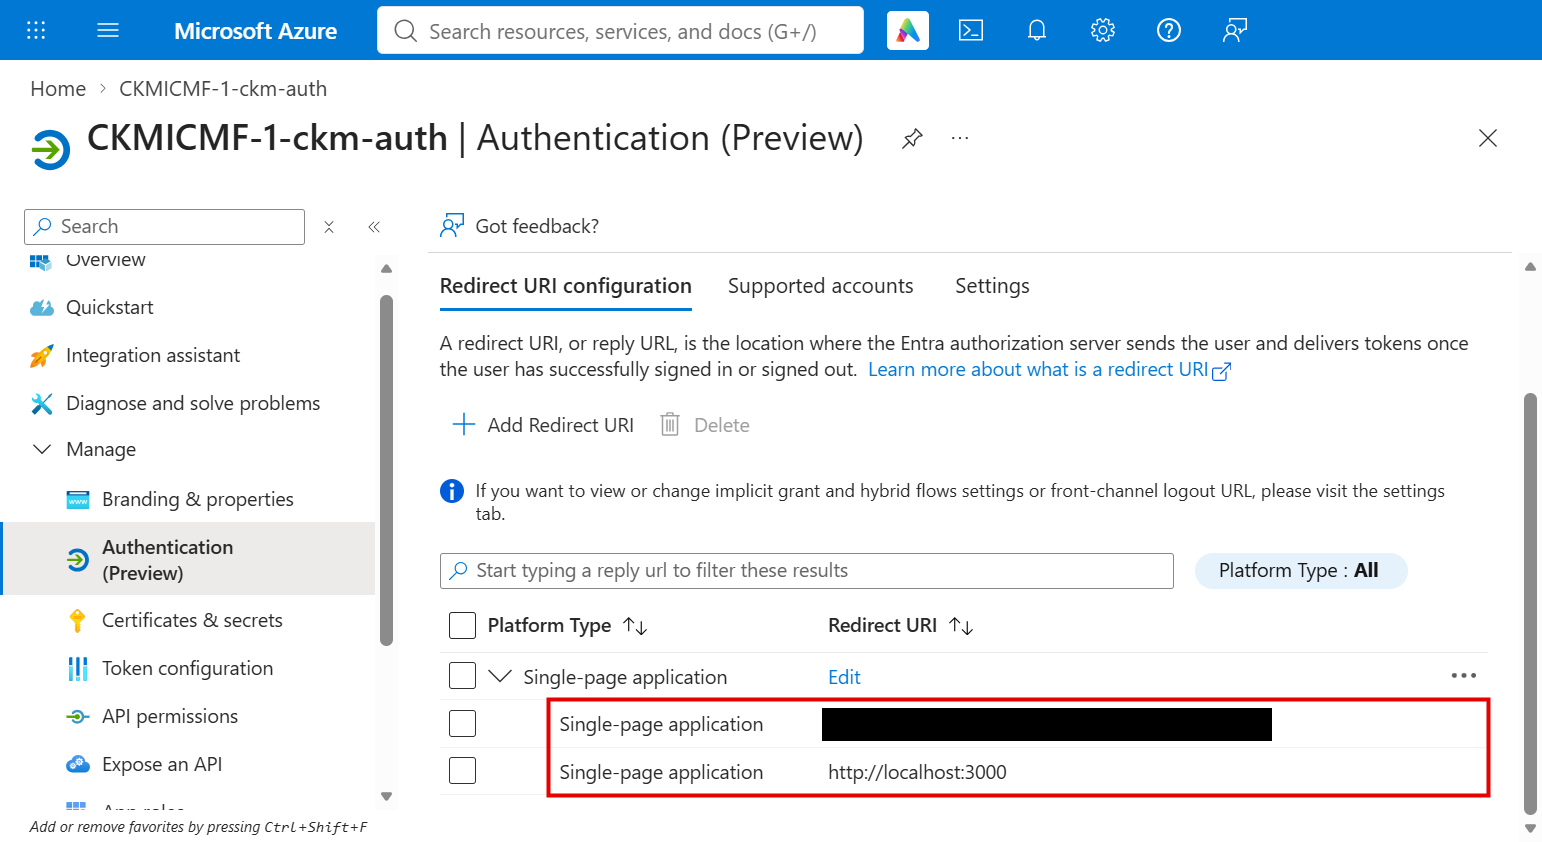 Microsoft Azure
Search resources, services, and docs (G+/)
Home > CKMICMF-1-ckm-auth
CKMICMF-1-ckm-auth | Authentication (Preview)
Search
Overview
Quickstart
Integration assistant
Diagnose and solve problems
Manage
Branding & properties
Authentication
(Preview)
Certificates & secrets
Token configuration
API permissions
Expose an API
App roles
Add or remove favorites by pressing Ctrl+Shift+F
Got feedback?
Redirect URI configuration
Supported accounts
Settings
A redirect URI, or reply URL, is the location where the Entra authorization server sends the user and delivers tokens once
the user has successfully signed in or signed out. Learn more about what is a redirect URI
Add Redirect URI
Delete
If you want to view or change implicit grant and hybrid flows settings or front-channel logout URL, please visit the settings
tab.
Start typing a reply url to filter these results
Platform Type : All
Platform Type ↑↓ Redirect URI ↑↓
Single-page application Edit
Single-page application
Single-page application http://localhost:3000